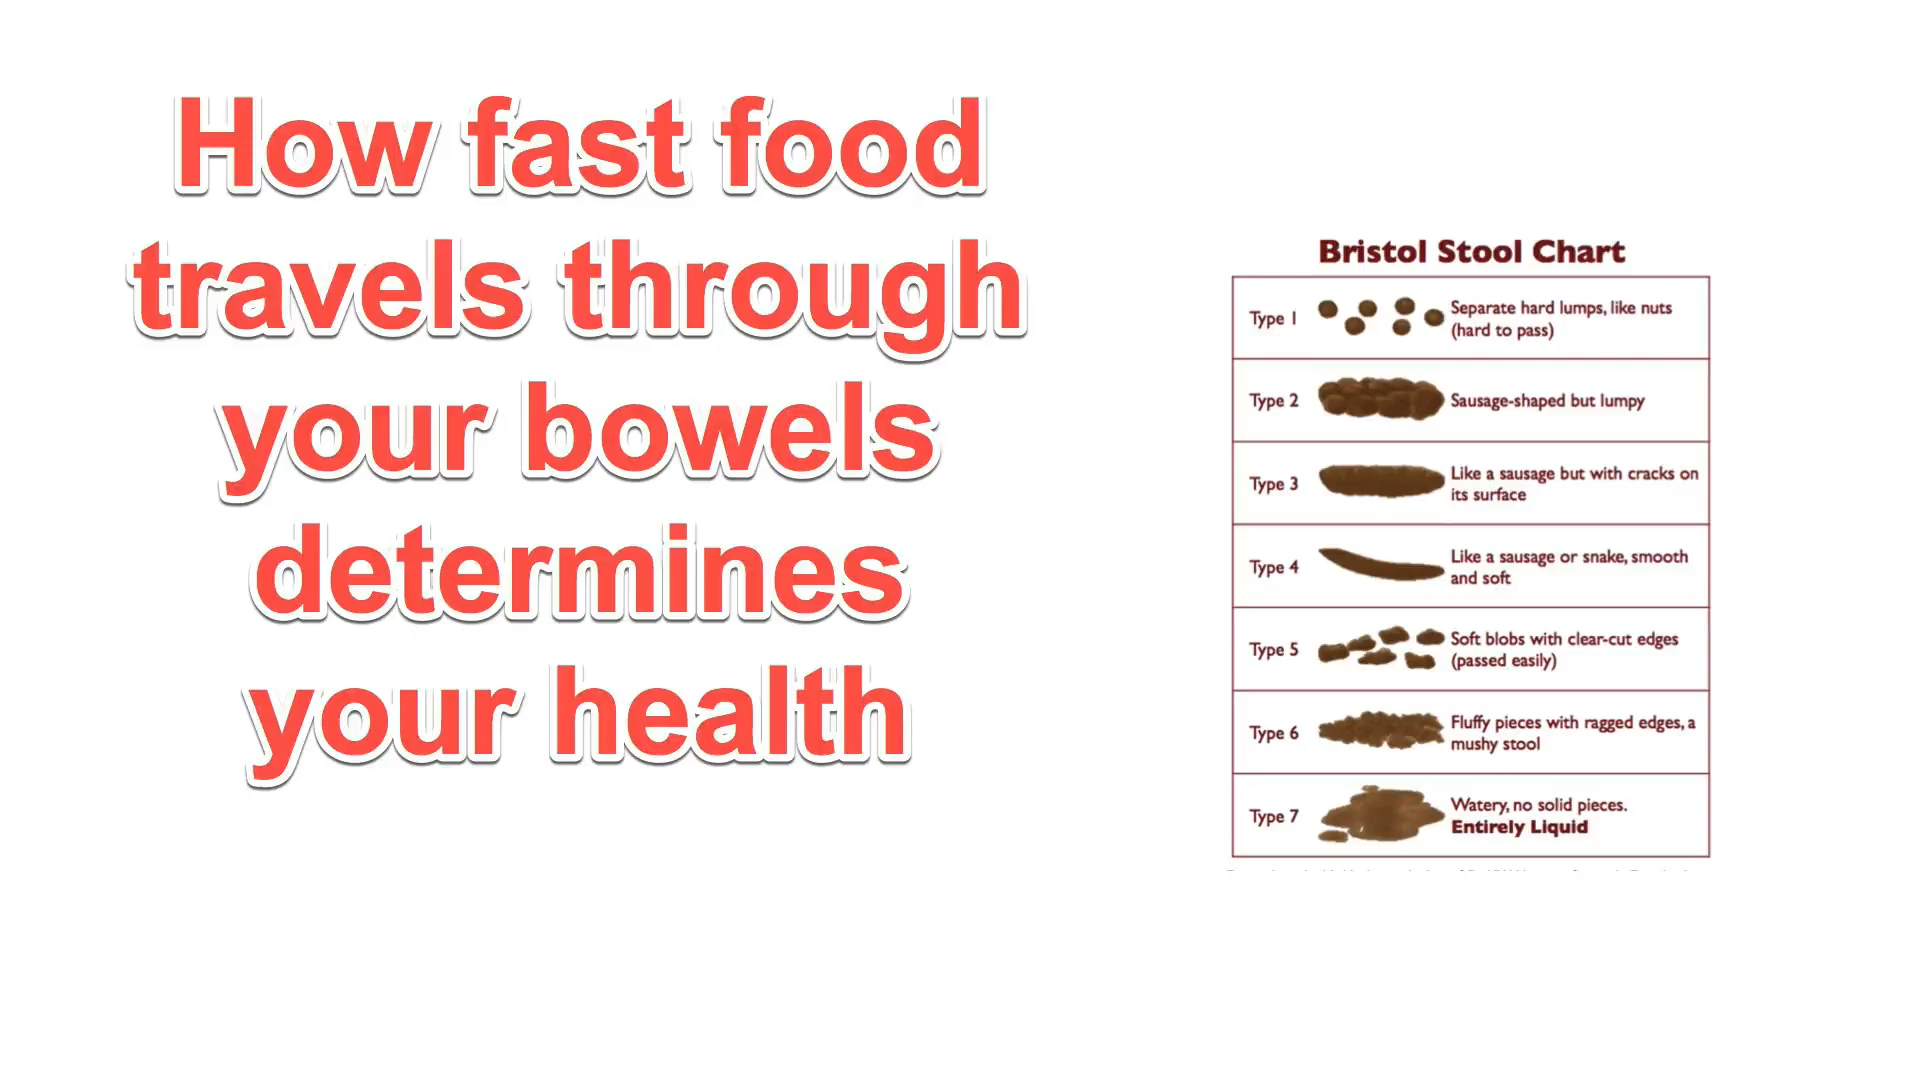 How fast food
travels through
your bowels
determines
your health
Bristol Stool Chart
Type 1
Separate hard lumps, like nuts
(hard to pass)
Type 2
Sausage-shaped but lumpy
Type 3
Like a sausage but with cracks on
its surface
Type 4
Like a sausage or snake, smooth
and soft
Type 5
Soft blobs with clear-cut edges
(passed easily)
Type 6
Fluffy pieces with ragged edges, a
mushy stool
Type 7
Watery, no solid pieces.
Entirely Liquid